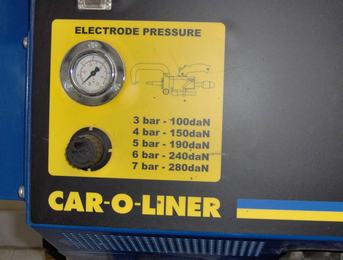 ELECTRODE PRESSURE
3 bar - 100daN
4 bar - 150daN
5 bar - 190daN
6 bar - 240daN
7 bar - 280daN
CAR-O-LINER